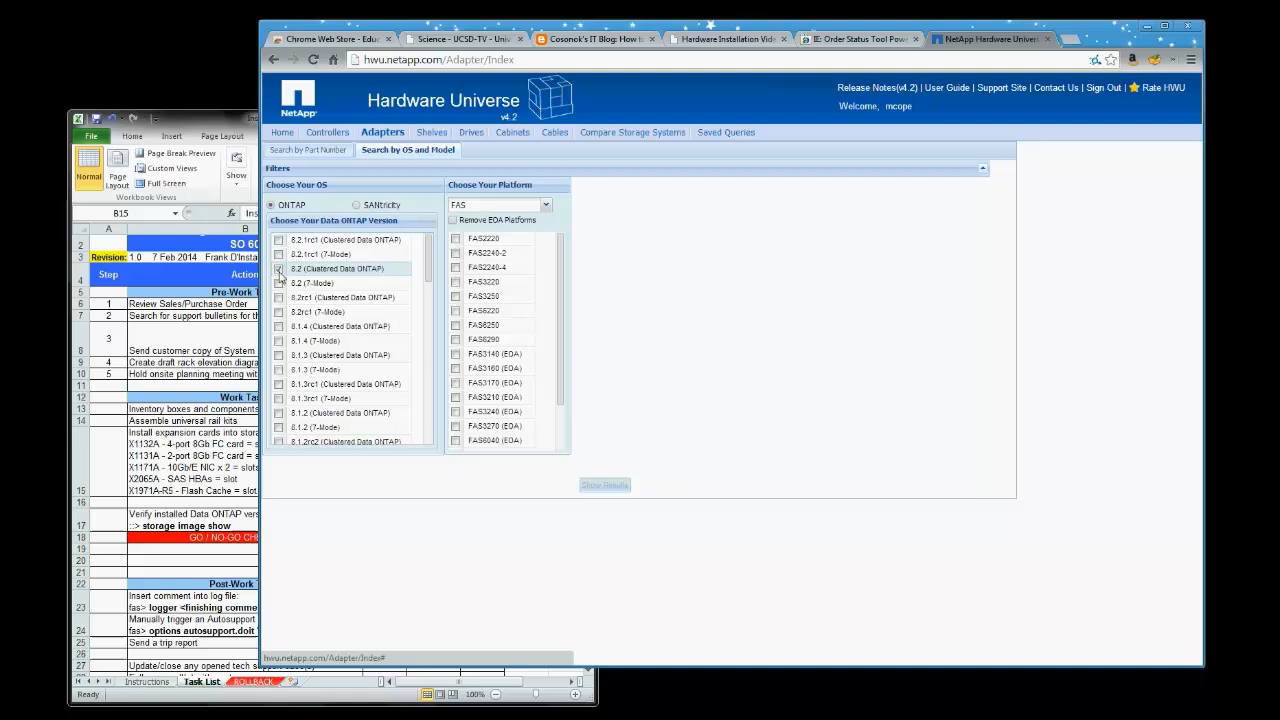 Chrome Web Store - Edu
Science - UCSD-TV - Univ
Cosonok's IT Blog: How to
Hardware Installation Vide
IE: Order Status Tool Pow
NetApp Hardware Univers
hwu.netapp.com/Adapter/Index
NetApp
Hardware Universe
v4.2
Release Notes(v4.2) | User Guide | Support Site | Contact Us | Sign Out | Rate HWU
Welcome, mcope
Home Controllers Adapters Shelves Drives Cabinets Cables Compare Storage Systems Saved Queries
Search by Part Number Search by OS and Model
Filters
Choose Your OS
ONTAP SANtricity
Choose Your Data ONTAP Version
8.2.1rc1 (Clustered Data ONTAP)
8.2.1rc1 (7-Mode)
8.2 (Clustered Data ONTAP)
8.2 (7-Mode)
8.2rc1 (Clustered Data ONTAP)
8.2rc1 (7-Mode)
8.1.4 (Clustered Data ONTAP)
8.1.4 (7-Mode)
8.1.3 (Clustered Data ONTAP)
8.1.3 (7-Mode)
8.1.3rc1 (Clustered Data ONTAP)
8.1.3rc1 (7-Mode)
8.1.2 (Clustered Data ONTAP)
8.1.2 (7-Mode)
8.1.2rc2 (Clustered Data ONTAP)
Choose Your Platform
FAS
Remove EOA Platforms
FAS2220
FAS2240-2
FAS2240-4
FAS3220
FAS3250
FAS6220
FAS6250
FAS6290
FAS3140 (EOA)
FAS3160 (EOA)
FAS3170 (EOA)
FAS3210 (EOA)
FAS3240 (EOA)
FAS3270 (EOA)
FAS6040 (EOA)
Show Results
hwu.netapp.com/Adapter/Index#
File Home Insert Page Layout
Normal
Page Layout
Page Break Preview
Custom Views
Full Screen
Show
Workbook Views
B15 fx Ins
A B
2 SO 60
3 Revision: 1.0 7 Feb 2014 Frank D'Inst
4 Step Action
5 Pre-Work T
6 1 Review Sales/Purchase Order
7 2 Search for support bulletins for th
8 3 Send customer copy of System
9 4 Create draft rack elevation diagra
10 5 Hold onsite planning meeting with
11
12 Work Ta
13 Inventory boxes and components
14 Assemble universal rail kits
Install expansion cards into stora
X1132A - 4-port 8Gb FC card = s
X1131A - 2-port 8Gb FC card = s
X1171A - 10Gb/E NIC x 2 = slots
X2065A - SAS HBAs = slot
15 X1971A-R5 - Flash Cache = slot
16
Verify installed Data ONTAP vers
17 ::> storage image show
18 GO / NO-GO CHE
19
20
21
22 Post-Work T
Insert comment into log file:
23 fas> logger <finishing comme
Manually trigger an Autosupport
24 fas> options autosupport.doit
25 Send a trip report
26
27 Update/close any opened tech support
Instructions Task List ROLLBACK
Ready 100%